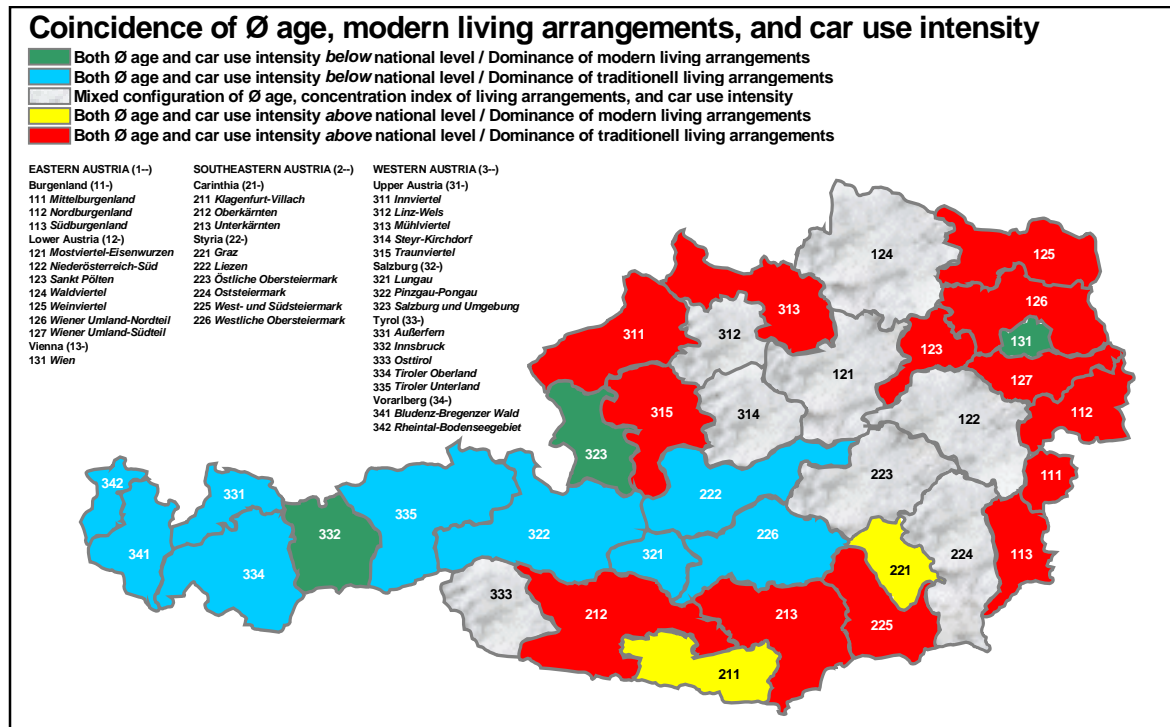 Coincidence of Ø age, modern living arrangements, and car use intensity
Both Ø age and car use intensity below national level / Dominance of modern living arrangements
Both Ø age and car use intensity below national level / Dominance of traditionell living arrangements
Mixed configuration of Ø age, concentration index of living arrangements, and car use intensity
Both Ø age and car use intensity above national level / Dominance of modern living arrangements
Both Ø age and car use intensity above national level / Dominance of traditionell living arrangements
EASTERN AUSTRIA (1--)
Burgenland (11-)
111 Mittelburgenland
112 Nordburgenland
113 Südburgenland
Lower Austria (12-)
121 Mostviertel-Eisenwurzen
122 Niederösterreich-Süd
123 Sankt Pölten
124 Waldviertel
125 Weinviertel
126 Wiener Umland-Nordteil
127 Wiener Umland-Südteil
Vienna (13-)
131 Wien
SOUTHEASTERN AUSTRIA (2--)
Carinthia (21-)
211 Klagenfurt-Villach
212 Oberkärnten
213 Unterkärnten
Styria (22-)
221 Graz
222 Liezen
223 Östliche Obersteiermark
224 Oststeiermark
225 West- und Südsteiermark
226 Westliche Obersteiermark
WESTERN AUSTRIA (3--)
Upper Austria (31-)
311 Innviertel
312 Linz-Wels
313 Mühlviertel
314 Steyr-Kirchdorf
315 Traunviertel
Salzburg (32-)
321 Lungau
322 Pinzgau-Pongau
323 Salzburg und Umgebung
Tyrol (33-)
331 Außerfern
332 Innsbruck
333 Osttirol
334 Tiroler Oberland
335 Tiroler Unterland
Vorarlberg (34-)
341 Bludenz-Bregenzer Wald
342 Rheintal-Bodenseegebiet
124
125
126
313
311
312
123
131
121
127
315
314
122
112
323
223
111
342
331
222
335
332
322
226
341
321
334
224
113
221
333
212
213
225
211